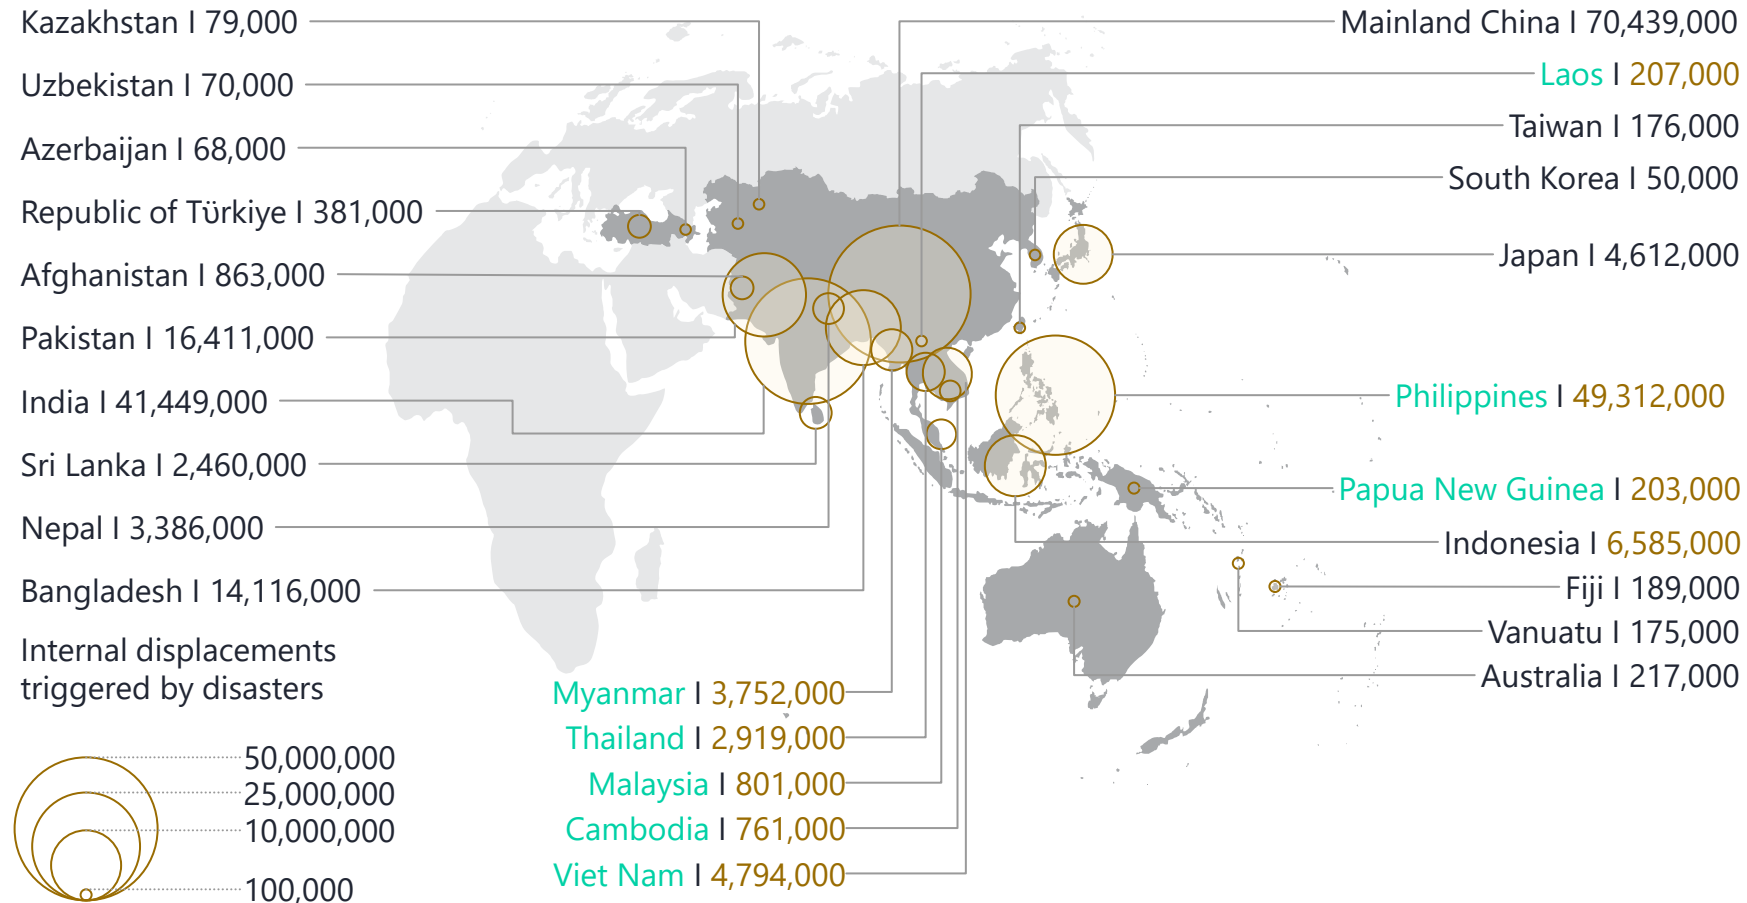 Kazakhstan I 79,000
Uzbekistan I 70,000
Azerbaijan I 68,000
Republic of Türkiye I 381,000
Afghanistan I 863,000
Pakistan I 16,411,000
India I 41,449,000
Sri Lanka I 2,460,000
Nepal I 3,386,000
Bangladesh I 14,116,000
Internal displacements
triggered by disasters
50,000,000
25,000,000
10,000,000
100,000
Myanmar I 3,752,000
Thailand I 2,919,000
Malaysia I 801,000
Cambodia I 761,000
Viet Nam I 4,794,000
Mainland China I 70,439,000
Laos I 207,000
Taiwan I 176,000
South Korea I 50,000
Japan I 4,612,000
Philippines I 49,312,000
Papua New Guinea I 203,000
Indonesia I 6,585,000
Fiji I 189,000
Vanuatu I 175,000
Australia I 217,000